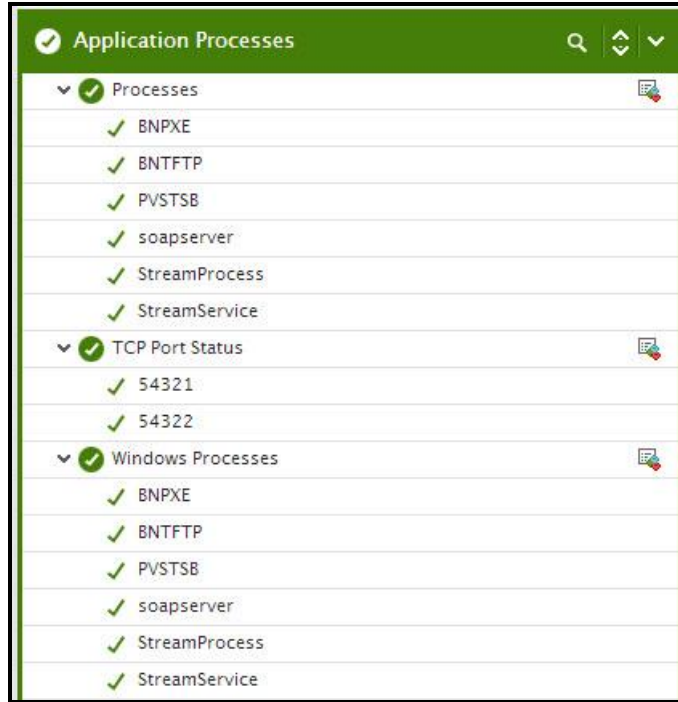 Application Processes
Processes
BNPXE
BNTFTP
PVSTSB
soapserver
StreamProcess
StreamService
TCP Port Status
54321
54322
Windows Processes
BNPXE
BNTFTP
PVSTSB
soapserver
StreamProcess
StreamService